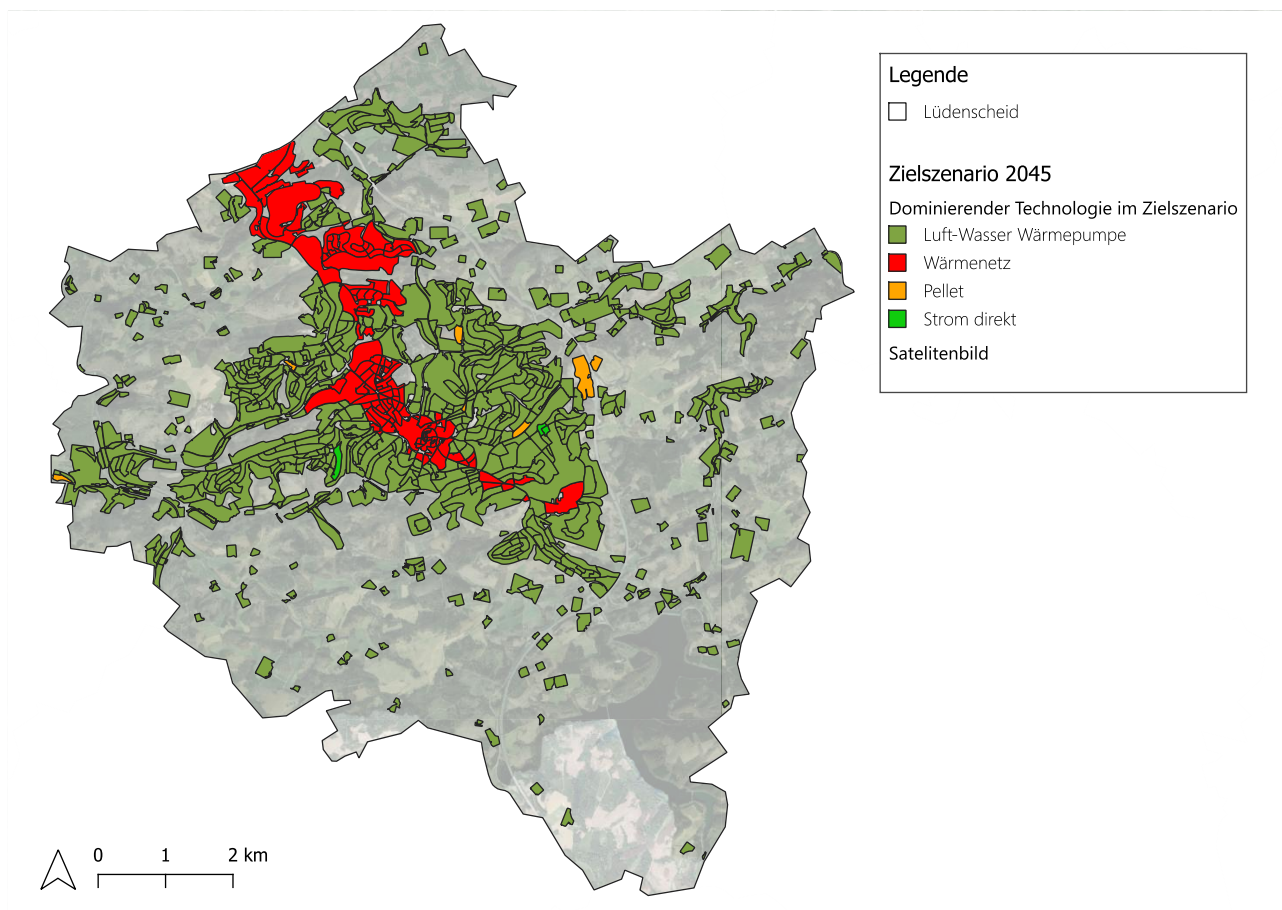 Legende
Lüdenscheid
Zielszenario 2045
Dominierender Technologie im Zielszenario
Luft-Wasser Wärmepumpe
Wärmenetz
Pellet
Strom direkt
Satelitenbild
0 1 2 km